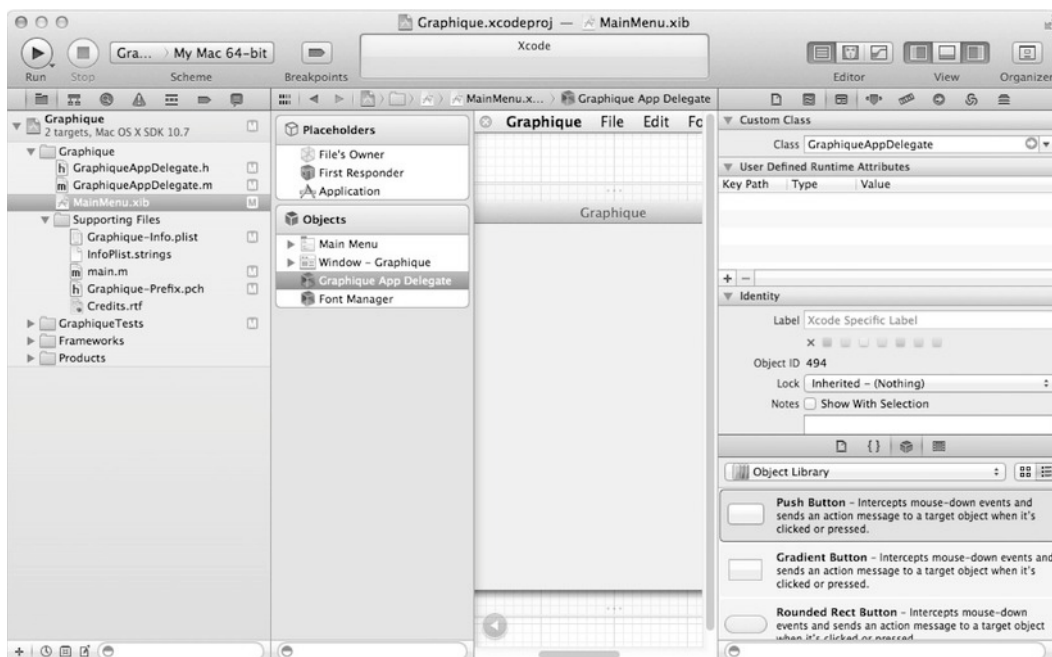 Graphique.xcodeproj — MainMenu.xib
Run
Stop
Gra... My Mac 64-bit
Scheme
Breakpoints
Xcode
Editor
View
Organizer
MainMenu.x... Graphique App Delegate
Graphique
2 targets, Mac OS X SDK 10.7
Graphique
h GraphiqueAppDelegate.h
m GraphiqueAppDelegate.m
MainMenu.xib
M
Supporting Files
Graphique-Info.plist
InfoPlist.strings
m main.m
h Graphique-Prefix.pch
Credits.rtf
GraphiqueTests
Frameworks
Products
Placeholders
File's Owner
First Responder
Application
Objects
Main Menu
Window - Graphique
Graphique App Delegate
Font Manager
Graphique File Edit Fo
Graphique
Custom Class
Class GraphiqueAppDelegate
User Defined Runtime Attributes
Key Path Type Value
Identity
Label Xcode Specific Label
Object ID 494
Lock Inherited - (Nothing)
Notes Show With Selection
Object Library
Push Button - Intercepts mouse-down events and
sends an action message to a target object when it's
clicked or pressed.
Gradient Button - Intercepts mouse-down events and
sends an action message to a target object when it's
clicked or pressed.
Rounded Rect Button - Intercepts mouse-down
events and sends an action message to a target object
when it's clicked or pressed.